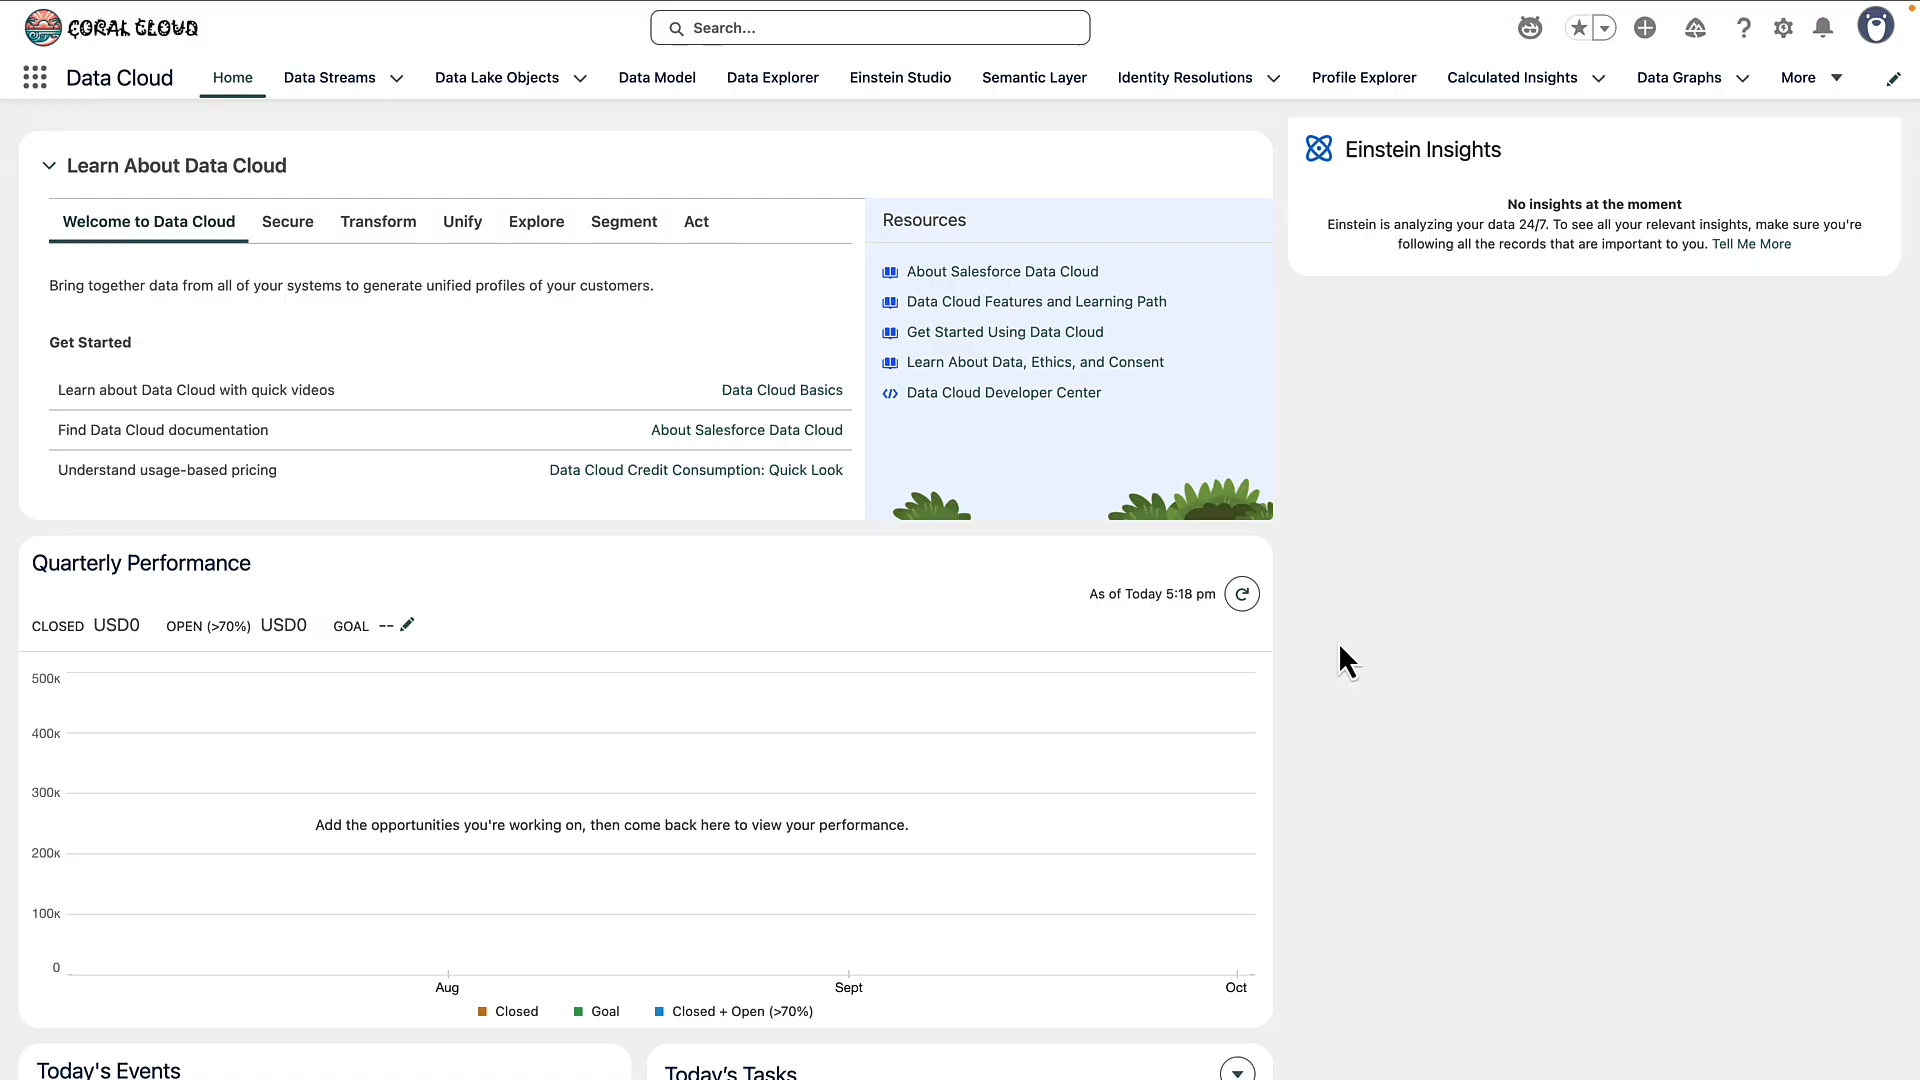 CORAL CLOUD
Search...
Data Cloud
Home
Data Streams
Data Lake Objects
Data Model
Data Explorer
Einstein Studio
Semantic Layer
Identity Resolutions
Profile Explorer
Calculated Insights
Data Graphs
More
Learn About Data Cloud
Welcome to Data Cloud
Secure
Transform
Unify
Explore
Segment
Act
Bring together data from all of your systems to generate unified profiles of your customers.
Get Started
Learn about Data Cloud with quick videos
Data Cloud Basics
Find Data Cloud documentation
About Salesforce Data Cloud
Understand usage-based pricing
Data Cloud Credit Consumption: Quick Look
Resources
About Salesforce Data Cloud
Data Cloud Features and Learning Path
Get Started Using Data Cloud
Learn About Data, Ethics, and Consent
Data Cloud Developer Center
Einstein Insights
No insights at the moment
Einstein is analyzing your data 24/7. To see all your relevant insights, make sure you're
following all the records that are important to you. Tell Me More
Quarterly Performance
As of Today 5:18 pm
CLOSED USD0 OPEN (>70%) USD0 GOAL --
500K
400K
300K
Add the opportunities you're working on, then come back here to view your performance.
200K
100K
0
Aug
Sept
Oct
Closed
Goal
Closed + Open (>70%)
Today's Events
Today's Tasks